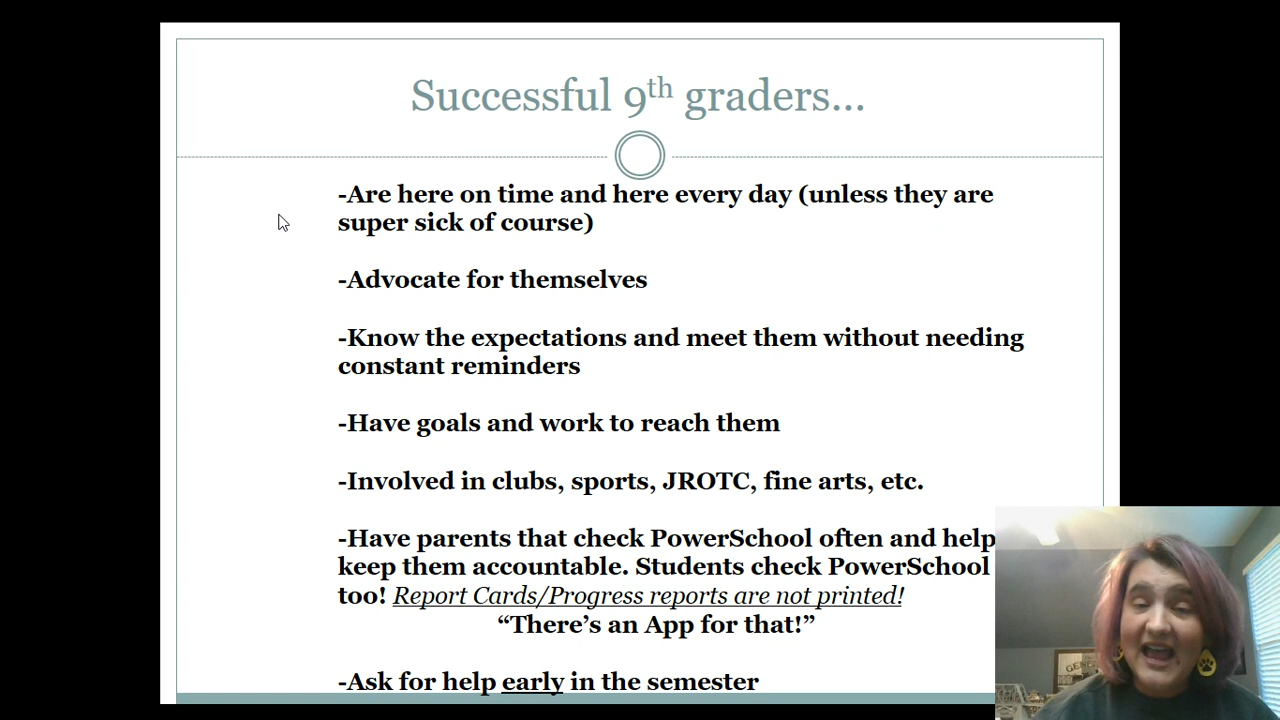 Successful 9th graders...
-Are here on time and here every day (unless they are
super sick of course)
-Advocate for themselves
-Know the expectations and meet them without needing
constant reminders
-Have goals and work to reach them
-Involved in clubs, sports, JROTC, fine arts, etc.
-Have parents that check PowerSchool often and help
keep them accountable. Students check PowerSchool
too! Report Cards/Progress reports are not printed!
“There’s an App for that!”
-Ask for help early in the semester